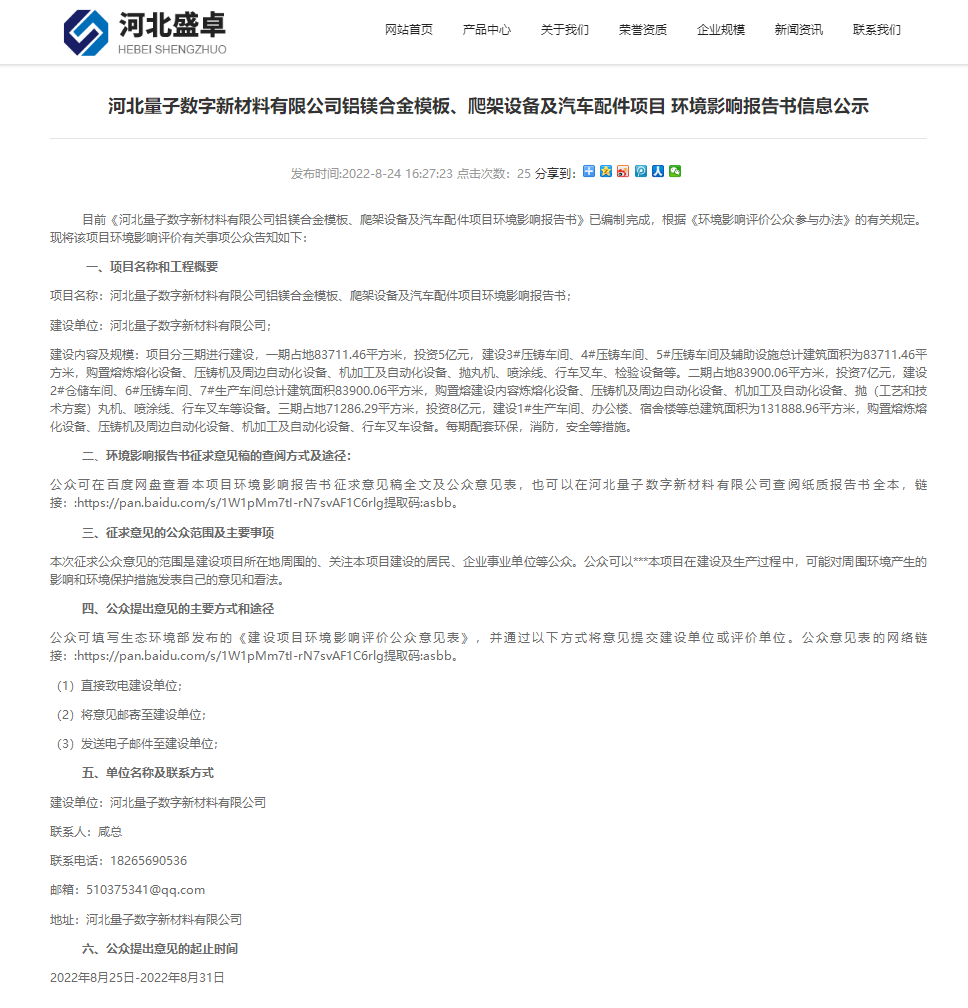 河北盛卓
HEBEI SHENGZHUO
网站首页 产品中心 关于我们 荣誉资质 企业规模 新闻资讯 联系我们
河北量子数字新材料有限公司铝镁合金模板、爬架设备及汽车配件项目 环境影响报告书信息公示
发布时间:2022-8-24 16:27:23 点击次数：25 分享到：
目前《河北量子数字新材料有限公司铝镁合金模板、爬架设备及汽车配件项目环境影响报告书》已编制完成，根据《环境影响评价公众参与办法》的有关规定。
现将该项目环境影响评价有关事项公众告知如下：
一、项目名称和工程概要
项目名称：河北量子数字新材料有限公司铝镁合金模板、爬架设备及汽车配件项目环境影响报告书；
建设单位：河北量子数字新材料有限公司；
建设内容及规模：项目分三期进行建设，一期占地83711.46平方米，投资5亿元，建设3#压铸车间、4#压铸车间、5#压铸车间及辅助设施总计建筑面积为83711.46平
方米，购置熔炼熔化设备、压铸机及周边自动化设备、机加工及自动化设备、抛丸机、喷涂线、行车叉车、检验设备等。二期占地83900.06平方米，投资7亿元，建设
2#仓储车间、6#压铸车间、7#生产车间总计建筑面积83900.06平方米，购置熔建设内容炼熔化设备、压铸机及周边自动化设备、机加工及自动化设备、抛（工艺和技
术方案）丸机、喷涂线、行车叉车等设备。三期占地71286.29平方米，投资8亿元，建设1#生产车间、办公楼、宿舍楼等总建筑面积为131888.96平方米，购置熔炼熔
化设备、压铸机及周边自动化设备、机加工及自动化设备、行车叉车设备。每期配套环保，消防，安全等措施。
二、环境影响报告书征求意见稿的查阅方式及途径：
公众可在百度网盘查看本项目环境影响报告书征求意见稿全文及公众意见表，也可以在河北量子数字新材料有限公司查阅纸质报告书全本，链
接：:https://pan.baidu.com/s/1W1pMm7tI-rN7svAF1C6rlg提取码:asbb。
三、征求意见的公众范围及主要事项
本次征求公众意见的范围是建设项目所在地周围的、关注本项目建设的居民、企业事业单位等公众。公众可以***本项目在建设及生产过程中，可能对周围环境产生的
影响和环境保护措施发表自己的意见和看法。
四、公众提出意见的主要方式和途径
公众可填写生态环境部发布的《建设项目环境影响评价公众意见表》，并通过以下方式将意见提交建设单位或评价单位。公众意见表的网络链
接：:https://pan.baidu.com/s/1W1pMm7tI-rN7svAF1C6rlg提取码:asbb。
（1）直接致电建设单位；
（2）将意见邮寄至建设单位；
（3）发送电子邮件至建设单位；
五、单位名称及联系方式
建设单位：河北量子数字新材料有限公司
联系人：咸总
联系电话：18265690536
邮箱：510375341@qq.com
地址：河北量子数字新材料有限公司
六、公众提出意见的起止时间
2022年8月25日-2022年8月31日